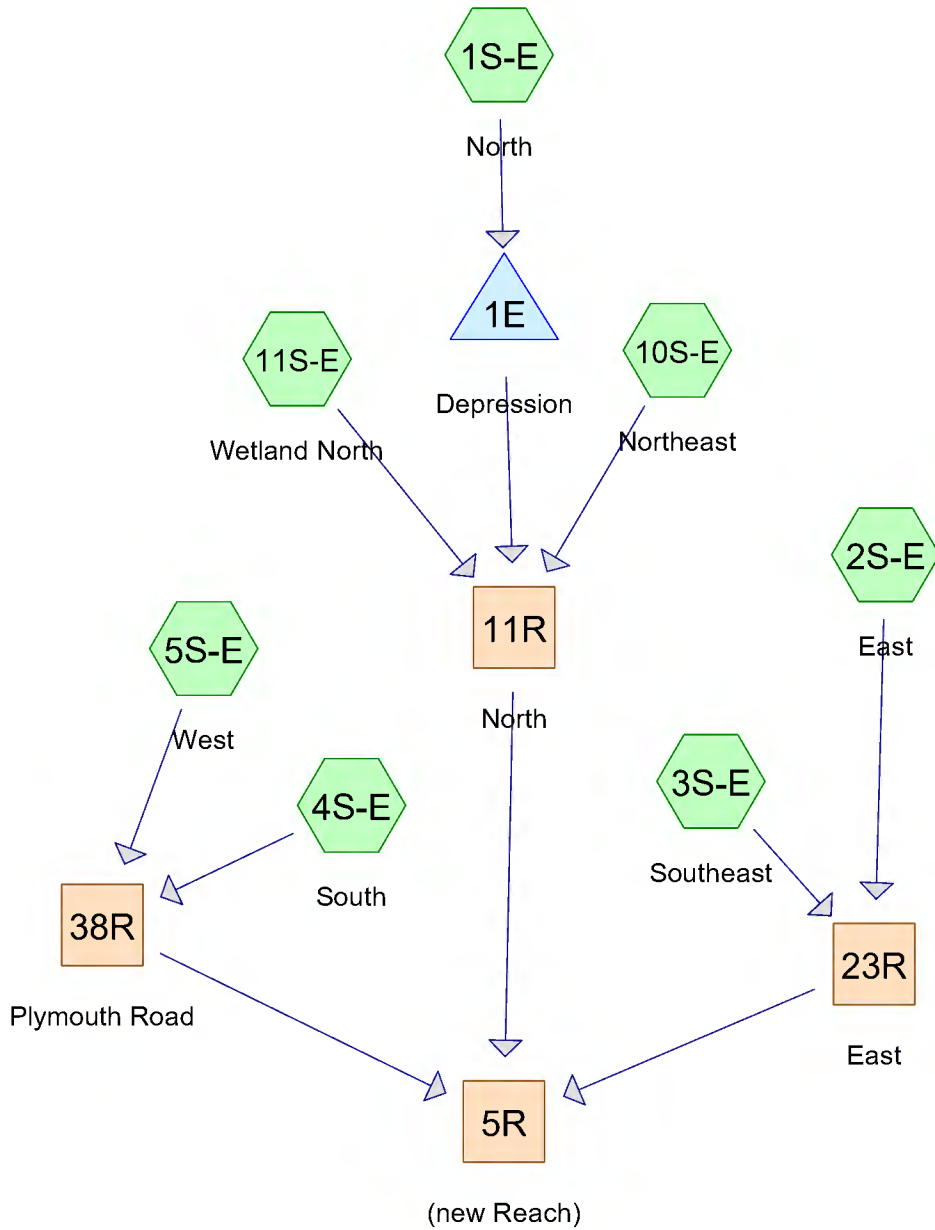 1S-E
North
1E
Depression
11S-E
Wetland North
10S-E
Northeast
2S-E
East
11R
North
5S-E
West
4S-E
South
3S-E
Southeast
38R
Plymouth Road
23R
East
5R
(new Reach)